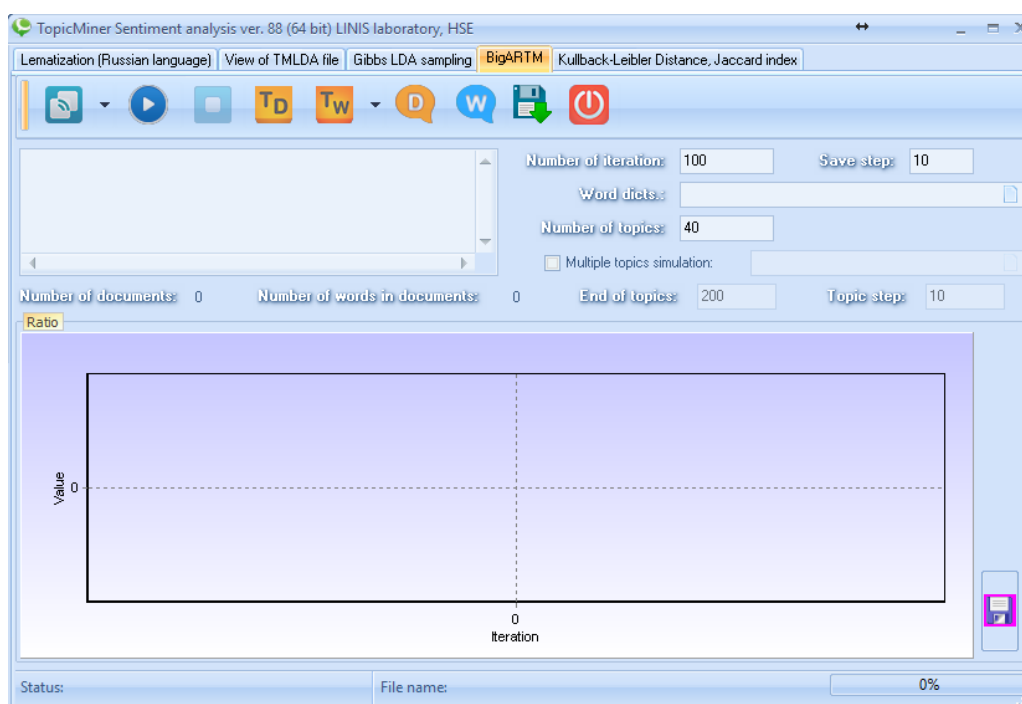 TopicMiner Sentiment analysis ver. 88 (64 bit) LINIS laboratory, HSE
Lematization (Russian language) View of TMLDA file Gibbs LDA sampling BigARTM Kullback-Leibler Distance, Jaccard index
TD TW D W
Number of iteration: 100 Save step: 10
Word dicts.:
Number of topics: 40
Multiple topics simulation:
Number of documents: 0 Number of words in documents: 0 End of topics: 200 Topic step: 10
Ratio
Value
0
0
Iteration
Status: File name: 0%